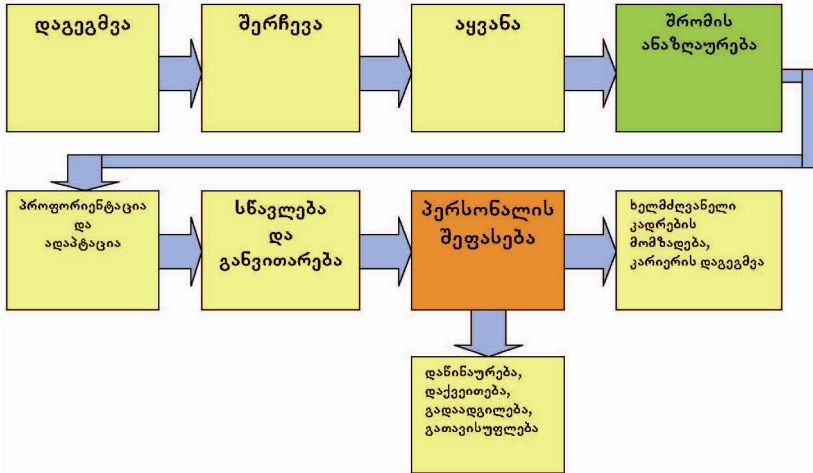 დაგეგმვა
შერჩევა
აყვანა
შრომის
ანაზღაურება
პროფორიენტაცია
და
ადაპტაცია
სწავლება
და
განვითარება
პერსონალის
შეფასება
ხელმძღვანელი
კადრების
მომზადება,
კარიერის დაგეგმვა
დაწინაურება,
დაქვეითება,
გადაადგილება,
გათავისუფლება